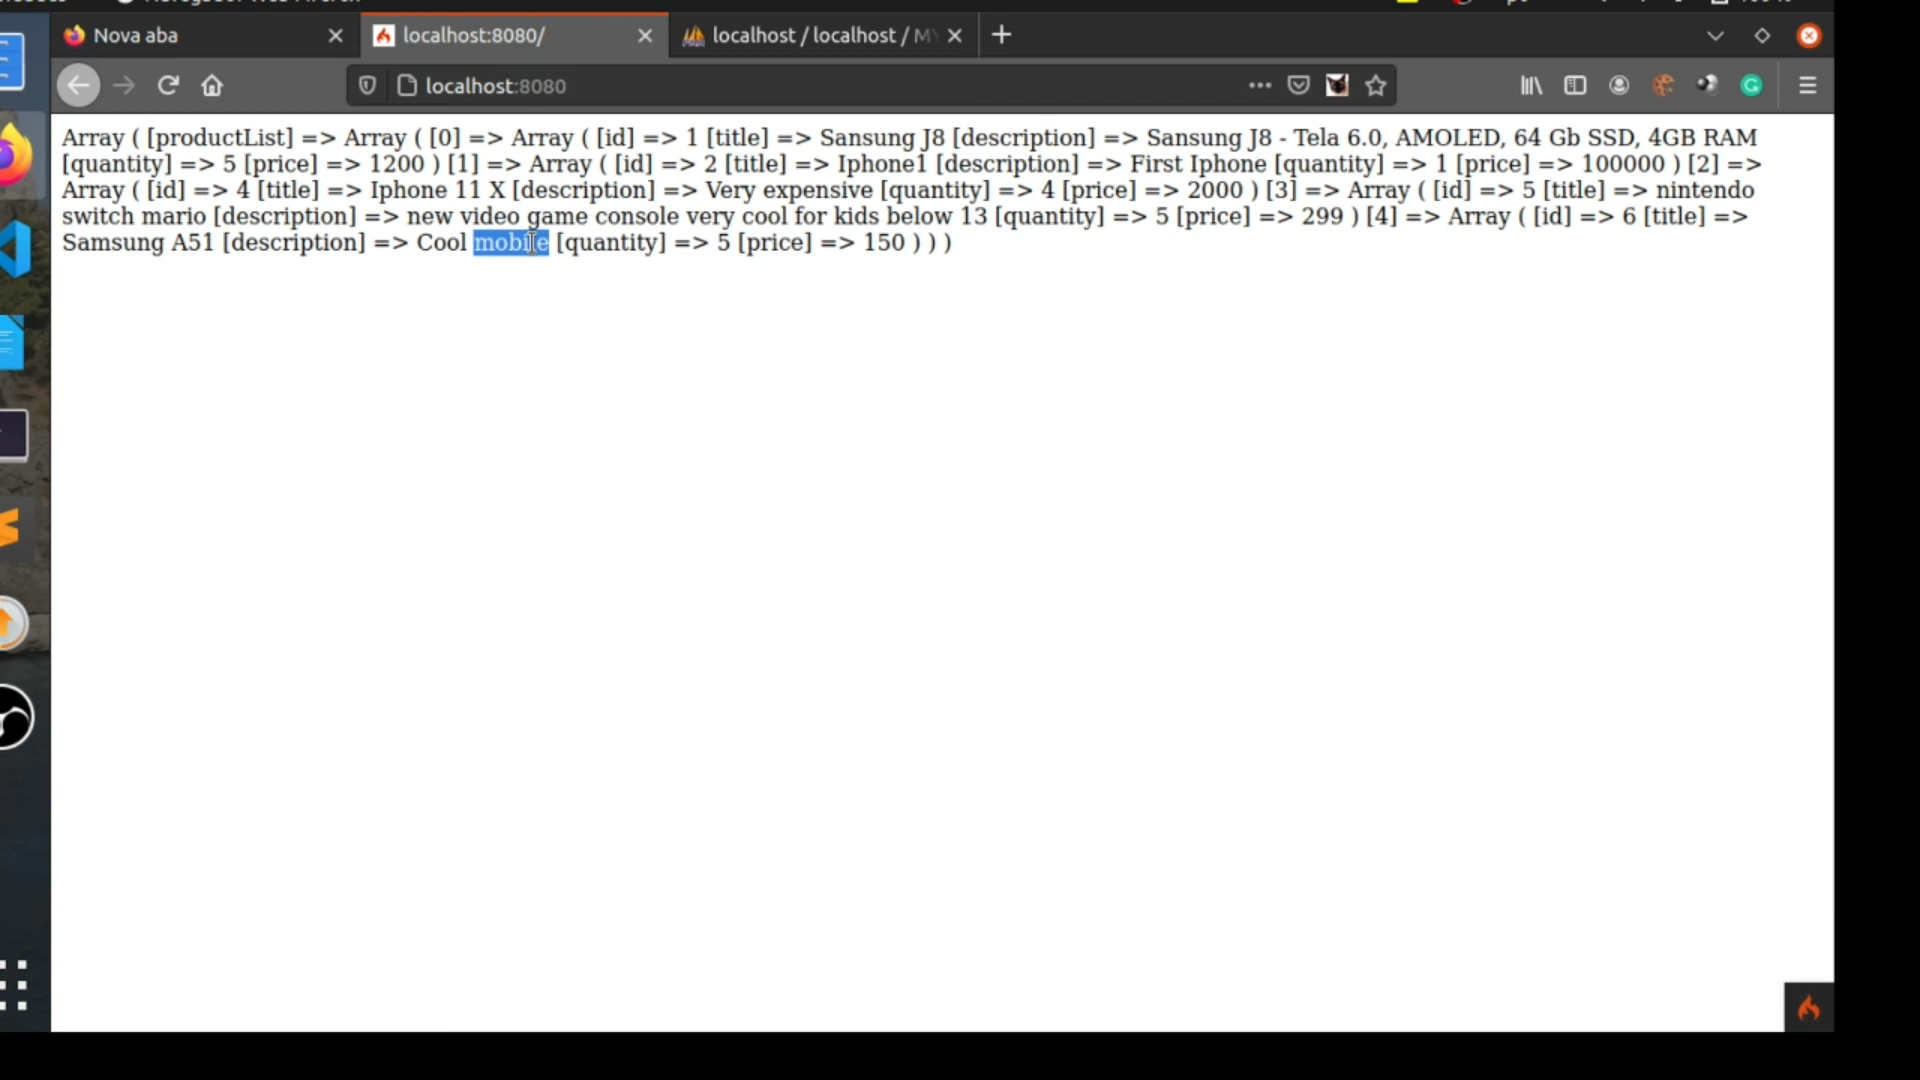 Nova aba
localhost:8080/
localhost / localhost / MY
localhost:8080
Array ( [productList] => Array ( [0] => Array ( [id] => 1 [title] => Sansung J8 [description] => Sansung J8 - Tela 6.0, AMOLED, 64 Gb SSD, 4GB RAM
[quantity] => 5 [price] => 1200 ) [1] => Array ( [id] => 2 [title] => Iphone1 [description] => First Iphone [quantity] => 1 [price] => 100000 ) [2] =>
Array ( [id] => 4 [title] => Iphone 11 X [description] => Very expensive [quantity] => 4 [price] => 2000 ) [3] => Array ( [id] => 5 [title] => nintendo
switch mario [description] => new video game console very cool for kids below 13 [quantity] => 5 [price] => 299 ) [4] => Array ( [id] => 6 [title] =>
Samsung A51 [description] => Cool mobile [quantity] => 5 [price] => 150 ) ) )